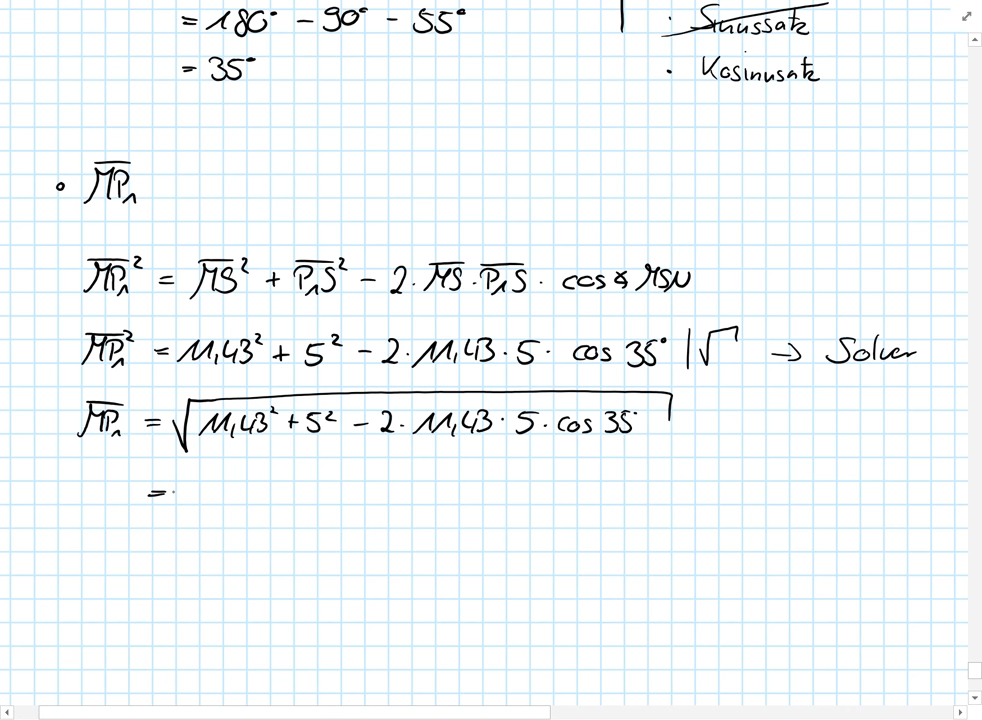 = 180° - 90° - 55°
· Sinussatz
= 35°
· Kosinussatz
• MP₁
MP₁² = MS² + P₁S² - 2 · MS · P₁S · cos ∢ MSN
MP₁² = 11,43² + 5² - 2 · 11,43 · 5 · cos 35° | √ → Solver
MP₁ = √11,43² + 5² - 2 · 11,43 · 5 · cos 35°
=